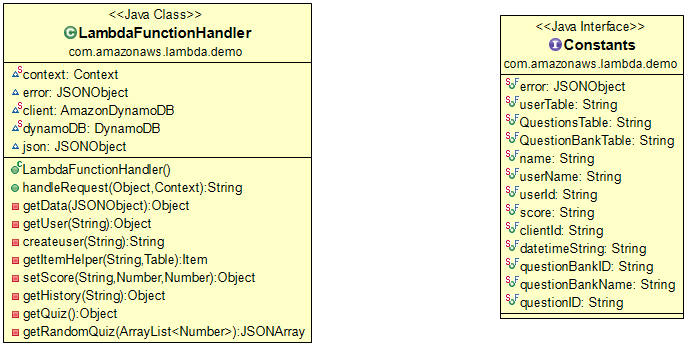 <<Java Class>>
LambdaFunctionHandler
com.amazonaws.lambda.demo
context: Context
error: JSONObject
client: AmazonDynamoDB
dynamoDB: DynamoDB
json: JSONObject
LambdaFunctionHandler()
handleRequest(Object,Context):String
getData(JSONObject):Object
getUser(String):Object
createuser(String):String
getItemHelper(String,Table):Item
setScore(String,Number,Number):Object
getHistory(String):Object
getQuiz():Object
getRandomQuiz(ArrayList<Number>):JSONArray
<<Java Interface>>
Constants
com.amazonaws.lambda.demo
error: JSONObject
userTable: String
QuestionsTable: String
QuestionBankTable: String
name: String
userName: String
userId: String
score: String
clientId: String
datetimeString: String
questionBankID: String
questionBankName: String
questionID: String